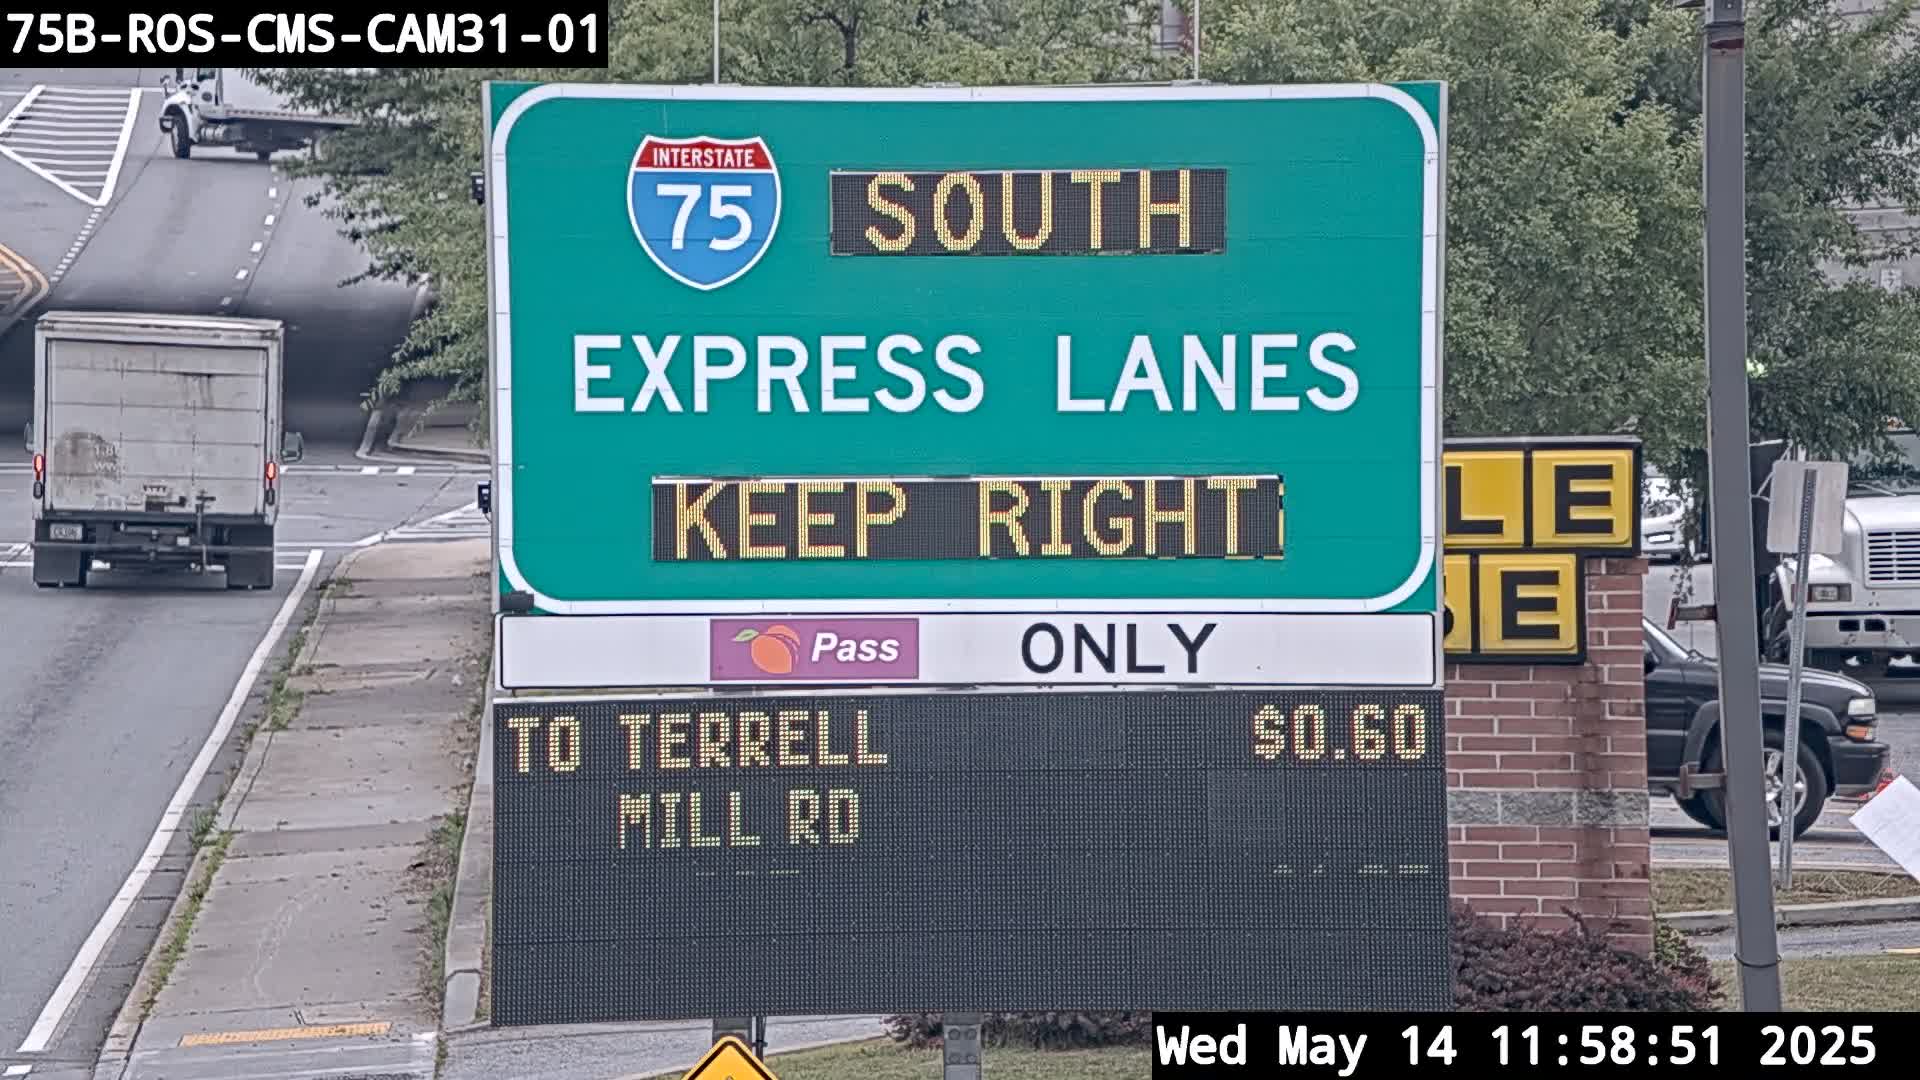 75B-ROS-CMS-CAM31-01
INTERSTATE
75
SOUTH
EXPRESS LANES
KEEP RIGHT
Pass ONLY
TO TERRELL $0.60
MILL RD
LE
E
Wed May 14 11:58:51 2025